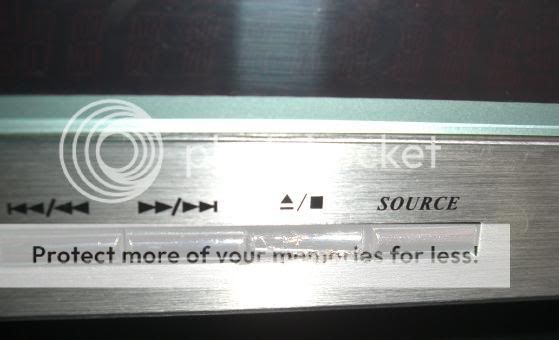 photobucket
⏮◀◀/◀◀ ▶▶/▶▶⏭ ⏏/■ SOURCE
Protect more of your memories for less!